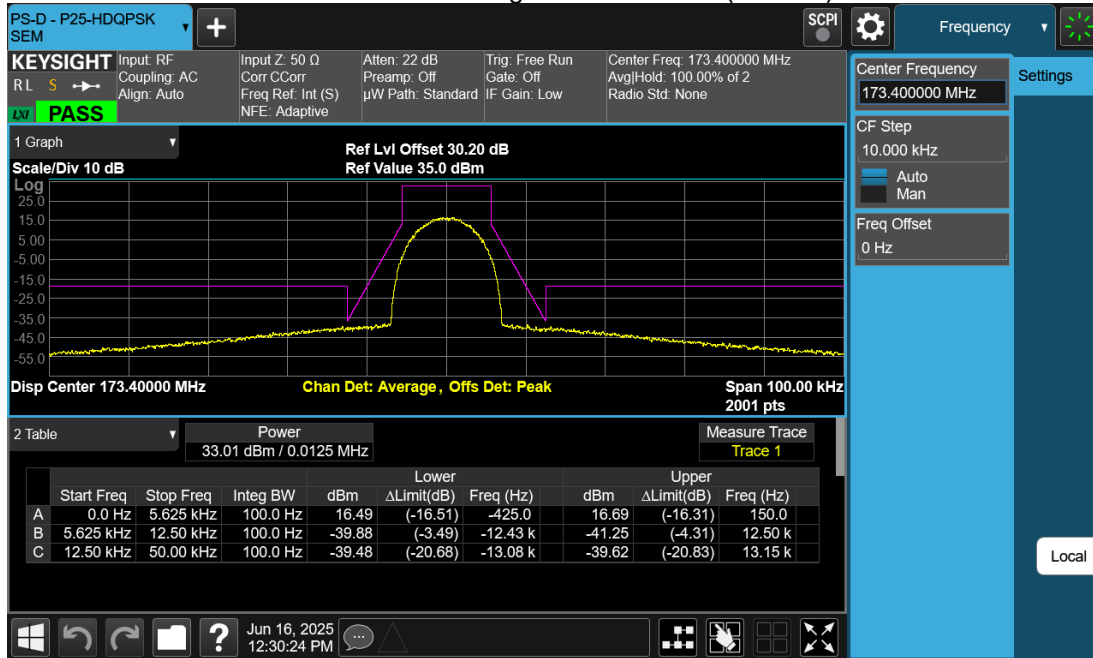 PS-D - P25-HDQPSK
SEM
SCPI
Frequency
KEYSIGHT
R L S
LXI PASS
Input: RF
Coupling: AC
Align: Auto
Input Z: 50 Ω
Corr CCorr
Freq Ref: Int (S)
NFE: Adaptive
Atten: 22 dB
Preamp: Off
µW Path: Standard
Trig: Free Run
Gate: Off
IF Gain: Low
Center Freq: 173.400000 MHz
Avg|Hold: 100.00% of 2
Radio Std: None
Center Frequency
173.400000 MHz
Settings
CF Step
10.000 kHz
Auto
Man
Freq Offset
0 Hz
1 Graph
Scale/Div 10 dB
Ref Lvl Offset 30.20 dB
Ref Value 35.0 dBm
Log
25.0
15.0
5.00
-5.00
-15.0
-25.0
-35.0
-45.0
-55.0
Disp Center 173.40000 MHz
Chan Det: Average, Offs Det: Peak
Span 100.00 kHz
2001 pts
2 Table
Power
33.01 dBm / 0.0125 MHz
Measure Trace
Trace 1
Lower Upper
Start Freq Stop Freq Integ BW dBm ΔLimit(dB) Freq (Hz) dBm ΔLimit(dB) Freq (Hz)
A 0.0 Hz 5.625 kHz 100.0 Hz 16.49 (-16.51) -425.0 16.69 (-16.31) 150.0
B 5.625 kHz 12.50 kHz 100.0 Hz -39.88 (-3.49) -12.43 k -41.25 (-4.31) 12.50 k
C 12.50 kHz 50.00 kHz 100.0 Hz -39.48 (-20.68) -13.08 k -39.62 (-20.83) 13.15 k
Local
Jun 16, 2025
12:30:24 PM